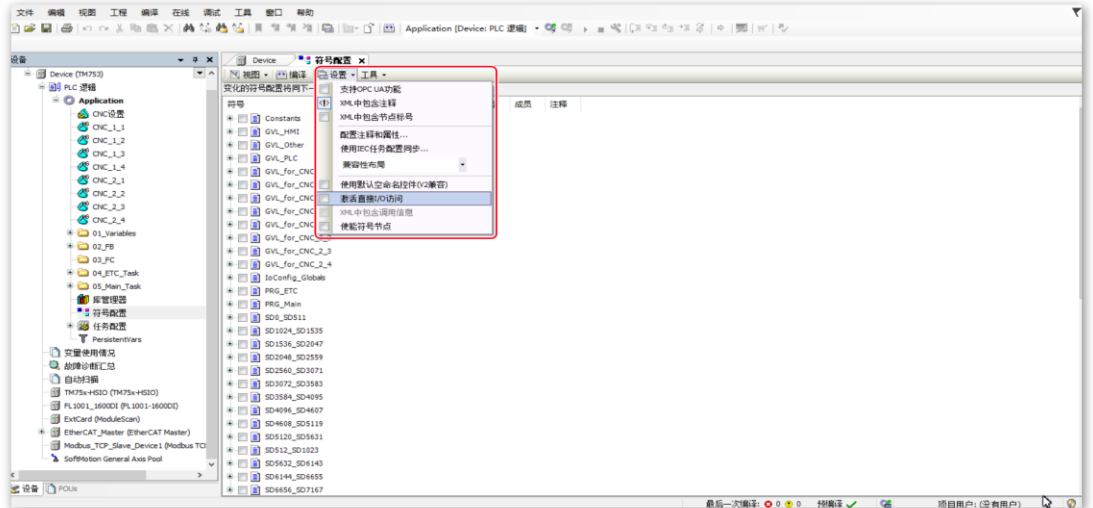 文件 编辑 视图 工程 编译 在线 调试 工具 窗口 帮助
Application [Device: PLC 逻辑]
设备
Device (TM753)
PLC 逻辑
Application
CNC设置
CNC_1_1
CNC_1_2
CNC_1_3
CNC_1_4
CNC_2_1
CNC_2_2
CNC_2_3
CNC_2_4
01_Variables
02_FB
03_FC
04_ETC_Task
05_Main_Task
库管理器
符号配置
任务配置
PersistentVars
变量使用情况
故障诊断汇总
自动扫描
TM75x-HSIO (TM75x-HSIO)
FL1001_1600DI (FL1001-1600DI)
ExtCard (ModuleScan)
EtherCAT_Master (EtherCAT Master)
Modbus_TCP_Slave_Device1 (Modbus TC
SoftMotion General Axis Pool
设备 POUs
Device 符号配置
视图 编译 设置 工具
变化的符号配置将同下一
符号 成员 注释
支持OPC UA功能
XML中包含注释
XML中包含节点标号
配置注释和属性...
使用IEC任务配置同步...
兼容性布局
使用默认空命名控件(V2兼容)
激活直接I/O访问
XML中包含调用信息
使能符号节点
Constants
GVL_HMI
GVL_Other
GVL_PLC
GVL_for_CNC
GVL_for_CNC
GVL_for_CNC
GVL_for_CNC
GVL_for_CNC
GVL_for_CNC_2_3
GVL_for_CNC_2_4
IoConfig_Globals
PRG_ETC
PRG_Main
SD0_SD511
SD1024_SD1535
SD1536_SD2047
SD2048_SD2559
SD2560_SD3071
SD3072_SD3583
SD3584_SD4095
SD4096_SD4607
SD4608_SD5119
SD5120_SD5631
SD512_SD1023
SD5632_SD6143
SD6144_SD6655
SD6656_SD7167
最后一次编译: 0 0 预编译 项目用户: (没有用户)